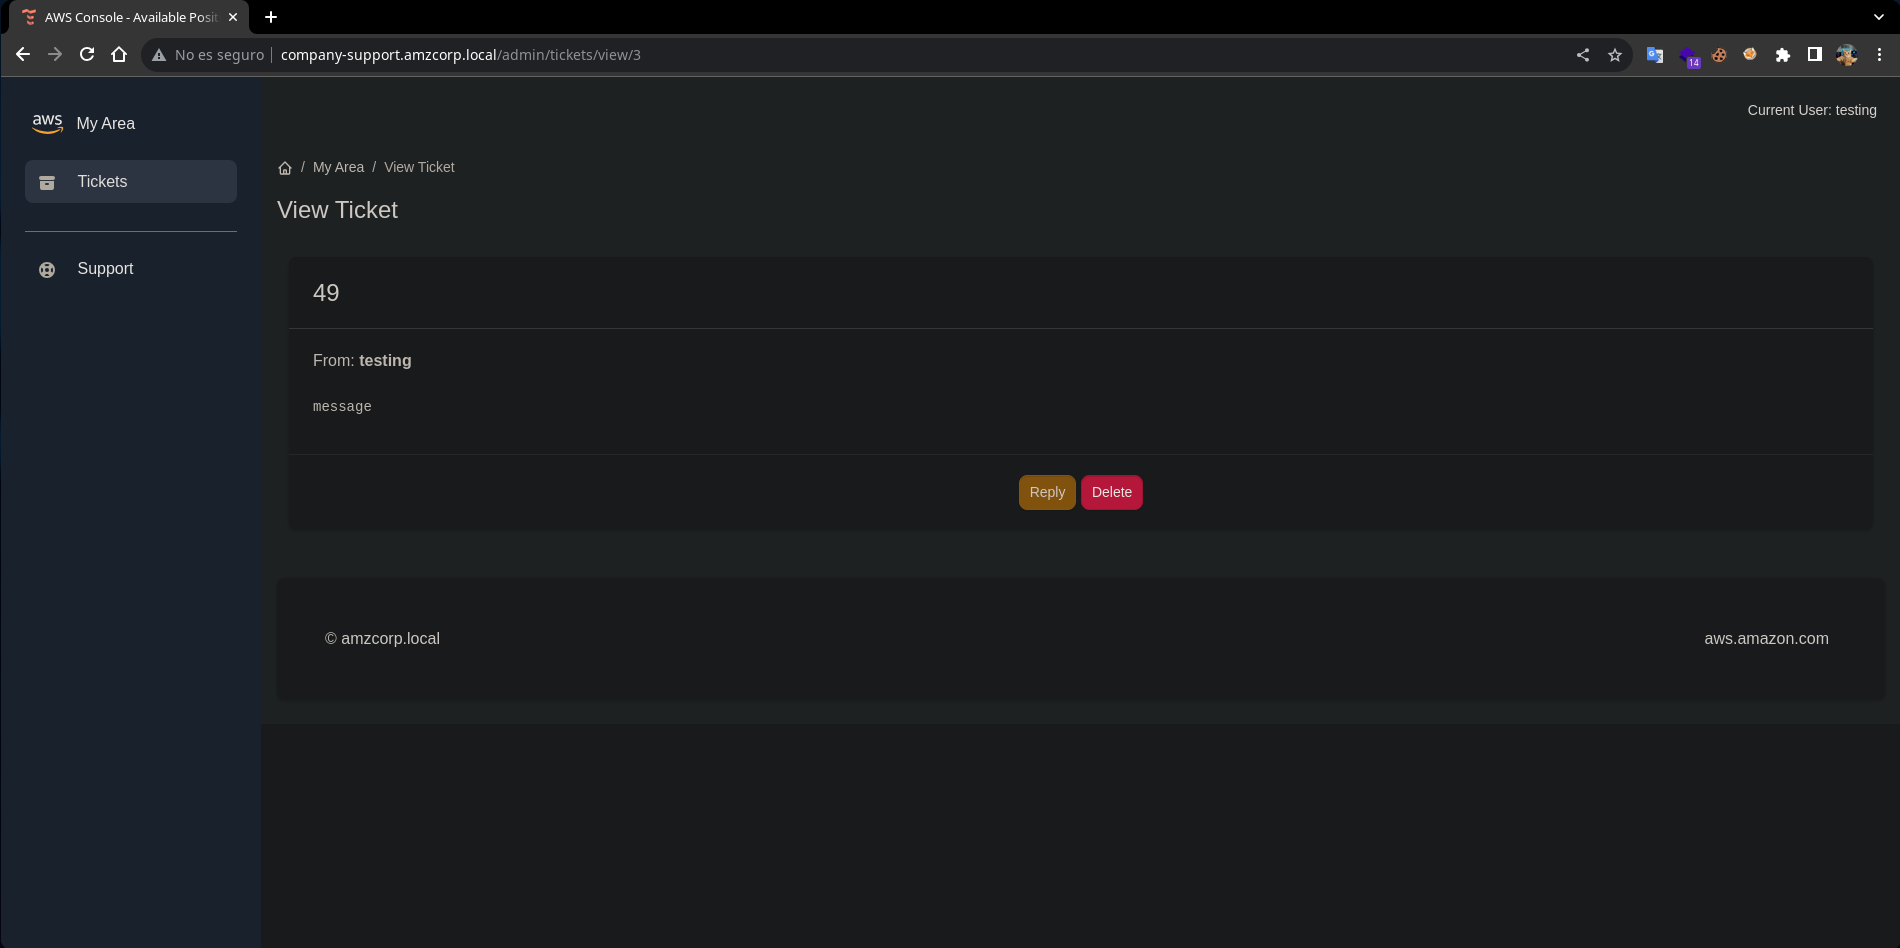 AWS Console - Available Posit
No es seguro company-support.amzcorp.local/admin/tickets/view/3
14
aws My Area
Current User: testing
/ My Area / View Ticket
Tickets
View Ticket
Support
49
From: testing
message
Reply Delete
© amzcorp.local aws.amazon.com